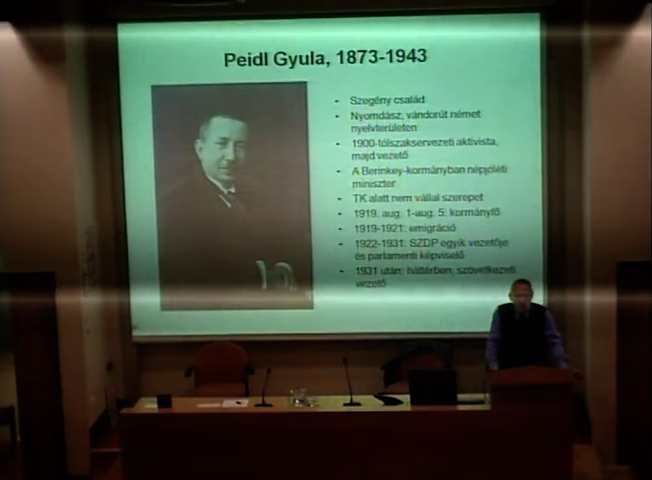 Peidl Gyula, 1873-1943
- Szegény család
- Nyomdász, vándorút német
nyelvterületen
- 1900-tól szakszervezeti aktivista,
majd vezető
- A Berinkey-kormányban népjóléti
miniszter
- TK alatt nem vállal szerepet
- 1919. aug. 1-aug. 5: kormányfő
- 1919-1921: emigráció
- 1922-1931: SZDP egyik vezetője
és parlamenti képviselő
- 1931 után: háttérben, szövetkezeti
vezető